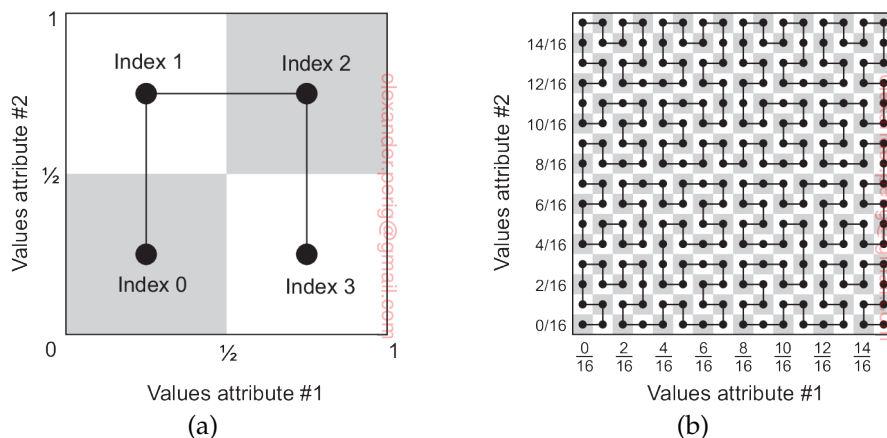 1
Index 1
Index 2
Values attribute #2
½
Index 0
Index 3
0
½
1
Values attribute #1
(a)
olexander.perig@gmail.com
14/16
12/16
10/16
8/16
6/16
4/16
2/16
0/16
Values attribute #2
0/16 2/16 4/16 6/16 8/16 10/16 12/16 14/16
Values attribute #1
(b)